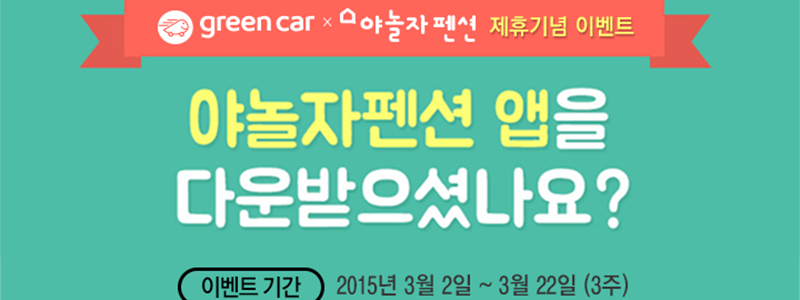 green car × 야놀자펜션 제휴기념 이벤트
야놀자펜션 앱을
다운받으셨나요?
이벤트 기간 2015년 3월 2일 ~ 3월 22일 (3주)